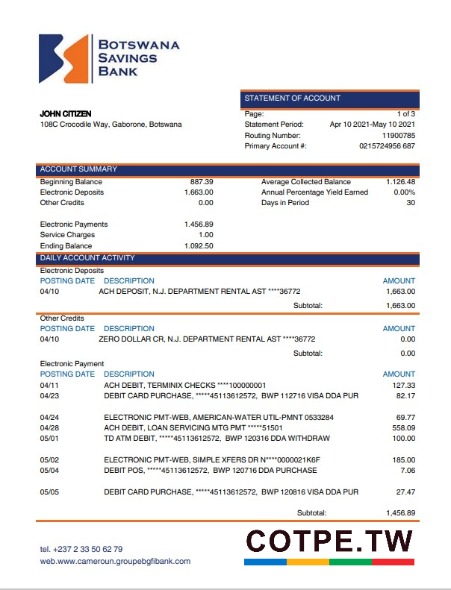 BOTSWANA
SAVINGS
BANK
STATEMENT OF ACCOUNT
JOHN CITIZEN
108C Crocodile Way, Gaborone, Botswana
Page: 1 of 3
Statement Period: Apr 10 2021-May 10 2021
Routing Number: 11900785
Primary Account #: 0215724956 687
ACCOUNT SUMMARY
Beginning Balance 887.39 Average Collected Balance 1.126.48
Electronic Deposits 1,663.00 Annual Percentage Yield Earned 0.00%
Other Credits 0.00 Days in Period 30
Electronic Payments 1,456.89
Service Charges 1.00
Ending Balance 1.092.50
DAILY ACCOUNT ACTIVITY
Electronic Deposits
POSTING DATE DESCRIPTION AMOUNT
04/10 ACH DEPOSIT, N.J. DEPARTMENT RENTAL AST ****36772 1,663.00
Subtotal: 1,663.00
Other Credits
POSTING DATE DESCRIPTION AMOUNT
04/10 ZERO DOLLAR CR, N.J. DEPARTMENT RENTAL AST ****36772 0.00
Subtotal: 0.00
Electronic Payment
POSTING DATE DESCRIPTION AMOUNT
04/11 ACH DEBIT, TERMINIX CHECKS ****100000001 127.33
04/23 DEBIT CARD PURCHASE, *****45113612572, BWP 112716 VISA DDA PUR 82.17
04/24 ELECTRONIC PMT-WEB, AMERICAN-WATER UTIL-PMNT 0533284 69.77
04/28 ACH DEBIT, LOAN SERVICING MTG PMT *****51501 558.09
05/01 TD ATM DEBIT, *****45113612572, BWP 120316 DDA WITHDRAW 100.00
05/02 ELECTRONIC PMT-WEB, SIMPLE XFERS DR N****0000021K6F 185.00
05/04 DEBIT POS, *****45113612572, BWP 120716 DDA PURCHASE 7.06
05/05 DEBIT CARD PURCHASE, *****45113612572, BWP 120816 VISA DDA PUR 27.47
Subtotal: 1,456.89
tel. +237 2 33 50 62 79
web.www.cameroun.groupebgfibank.com
COTPE.TW